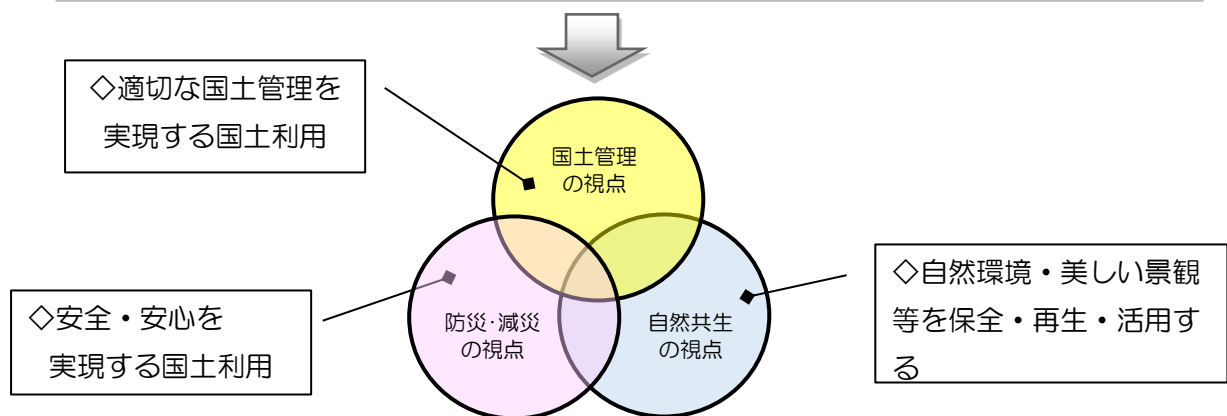 ◇適切な国土管理を
実現する国土利用
国土管理
の視点
◇安全・安心を
実現する国土利用
防災・減災
の視点
自然共生
の視点
◇自然環境・美しい景観
等を保全・再生・活用す
る